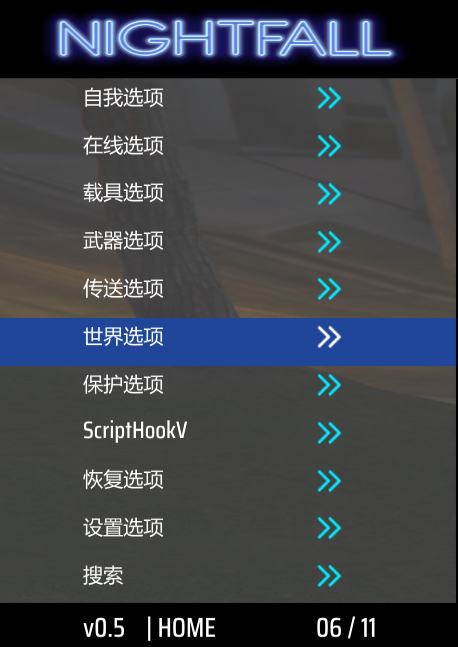 NIGHTFALL
自我选项
在线选项
载具选项
武器选项
传送选项
世界选项
保护选项
ScriptHookV
恢复选项
设置选项
搜索
v0.5 | HOME 06 / 11